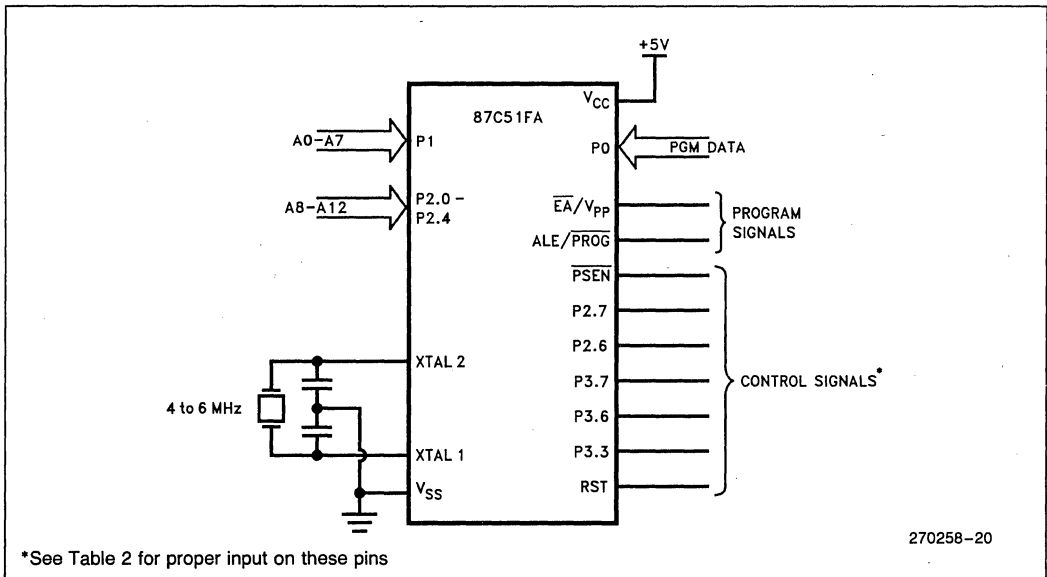 +5V
VCC
87C51FA
A0-A7
P1
P0
PGM DATA
A8-A12
P2.0-
P2.4
EA/VPP
ALE/PROG
PROGRAM
SIGNALS
PSEN
P2.7
P2.6
P3.7
P3.6
P3.3
RST
CONTROL SIGNALS*
XTAL 2
4 to 6 MHz
XTAL 1
VSS
270258-20
*See Table 2 for proper input on these pins